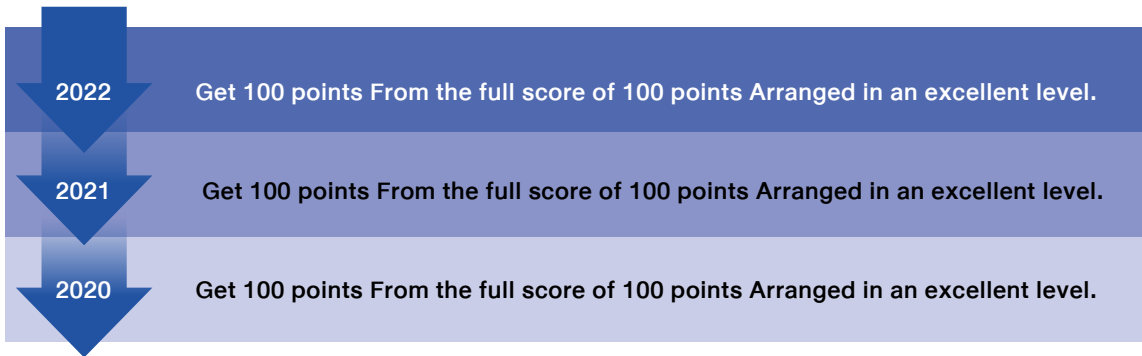 2022 Get 100 points From the full score of 100 points Arranged in an excellent level.
2021 Get 100 points From the full score of 100 points Arranged in an excellent level.
2020 Get 100 points From the full score of 100 points Arranged in an excellent level.